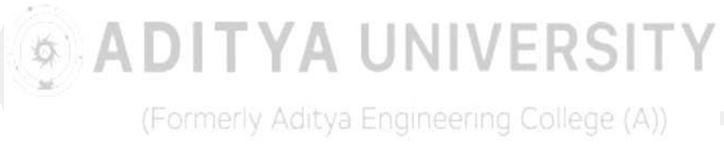 ADITYA UNIVERSITY
(Formerly Aditya Engineering College (A))